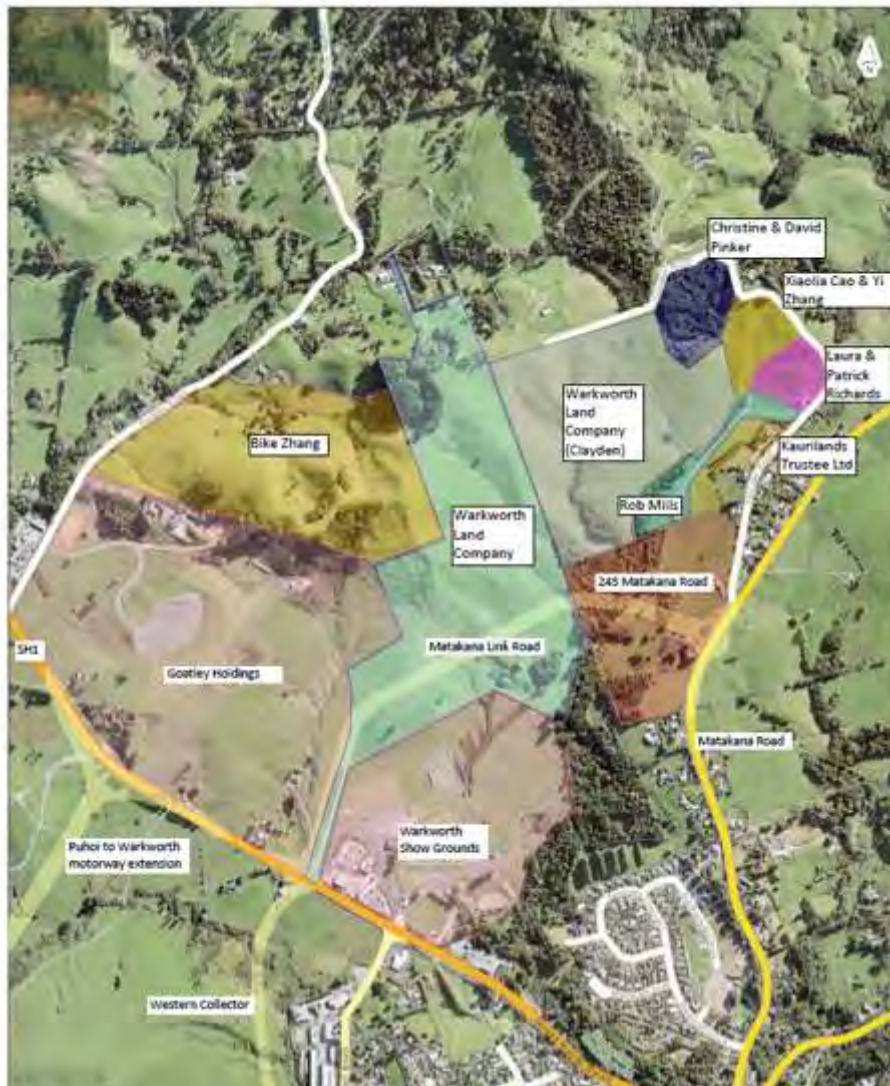 Christine & David
Pinker
Xiaolia Cao & Yi
Zhang
Laura &
Patrick
Richards
Warkworth
Land
Company
(Clayden)
Bike Zhang
Kaurilands
Trustee Ltd
Rob Mills
Warkworth
Land
Company
245 Matakana Road
SH1
Goatley Holdings
Matakana Link Road
Matakana Road
Puhoi to Warkworth
motorway extension
Warkworth
Show Grounds
Western Collector